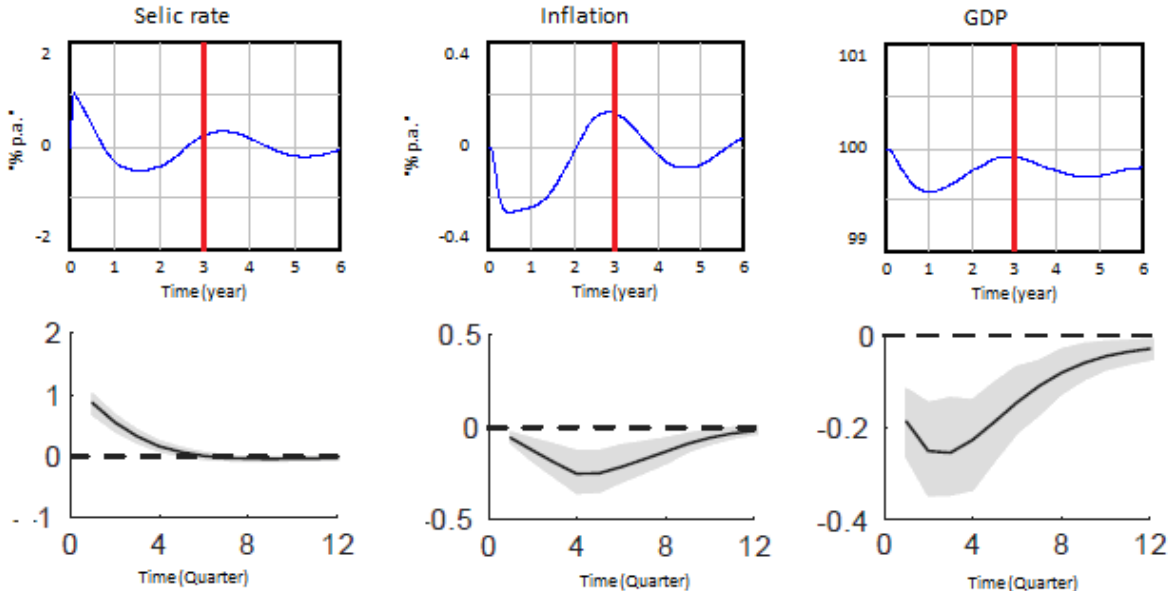 Selic rate
Inflation
GDP
2
0
-2
"% p.a."
0 1 2 3 4 5 6
Time (year)
0.4
0
-0.4
"% p.a."
0 1 2 3 4 5 6
Time (year)
101
100
99
0 1 2 3 4 5 6
Time (year)
2
1
0
-1
0 4 8 12
Time (Quarter)
0.5
0
-0.5
0 4 8 12
Time (Quarter)
0
-0.2
-0.4
0 4 8 12
Time (Quarter)